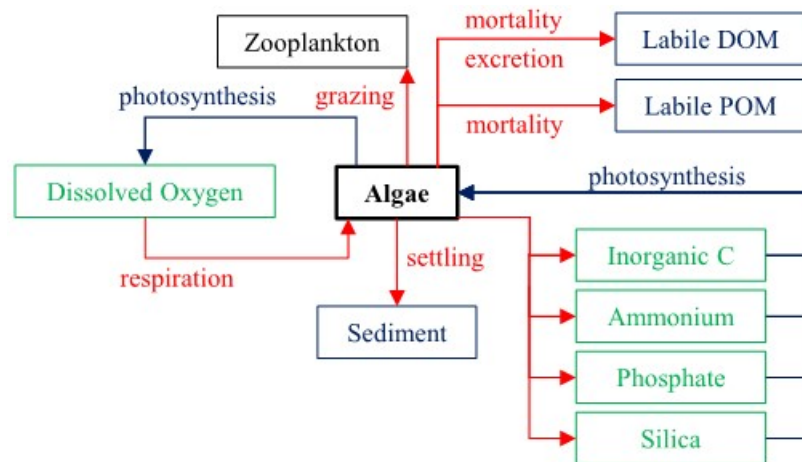 mortality
Zooplankton
Labile DOM
excretion
photosynthesis
grazing
Labile POM
mortality
photosynthesis
Dissolved Oxygen
Algae
Inorganic C
settling
respiration
Ammonium
Sediment
Phosphate
Silica